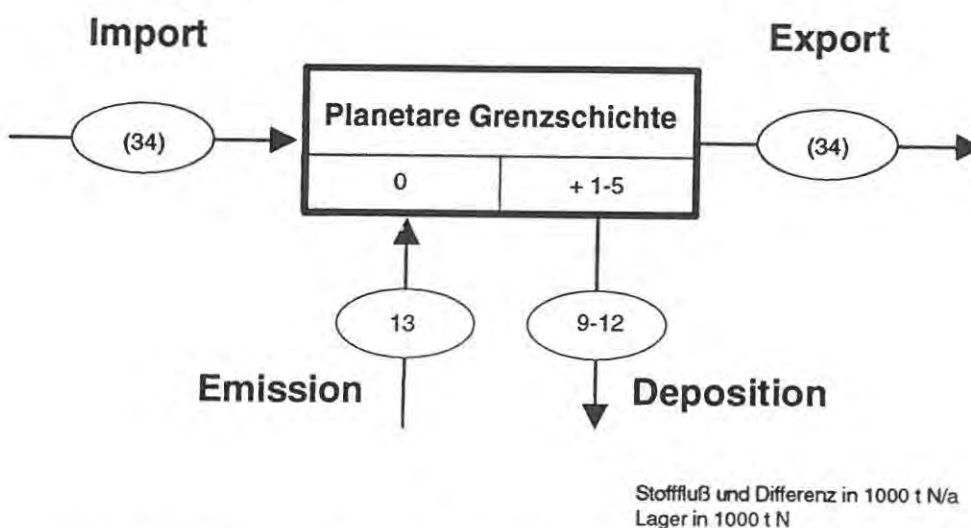 Import
Export
(34)
Planetare Grenzschichte
(34)
0
+ 1-5
13
9-12
Emission
Deposition
Stoffluß und Differenz in 1000 t N/a
Lager in 1000 t N